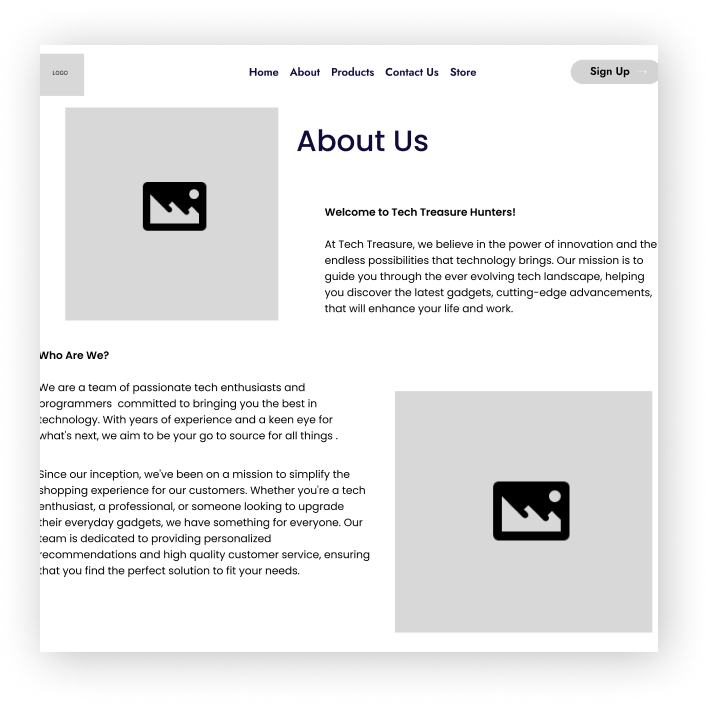 LOGO
Home About Products Contact Us Store
Sign Up →
About Us
Welcome to Tech Treasure Hunters!
At Tech Treasure, we believe in the power of innovation and the
endless possibilities that technology brings. Our mission is to
guide you through the ever evolving tech landscape, helping
you discover the latest gadgets, cutting-edge advancements,
that will enhance your life and work.
Who Are We?
We are a team of passionate tech enthusiasts and
programmers  committed to bringing you the best in
technology. With years of experience and a keen eye for
what's next, we aim to be your go to source for all things .
Since our inception, we've been on a mission to simplify the
shopping experience for our customers. Whether you're a tech
enthusiast, a professional, or someone looking to upgrade
their everyday gadgets, we have something for everyone. Our
team is dedicated to providing personalized
recommendations and high quality customer service, ensuring
that you find the perfect solution to fit your needs.